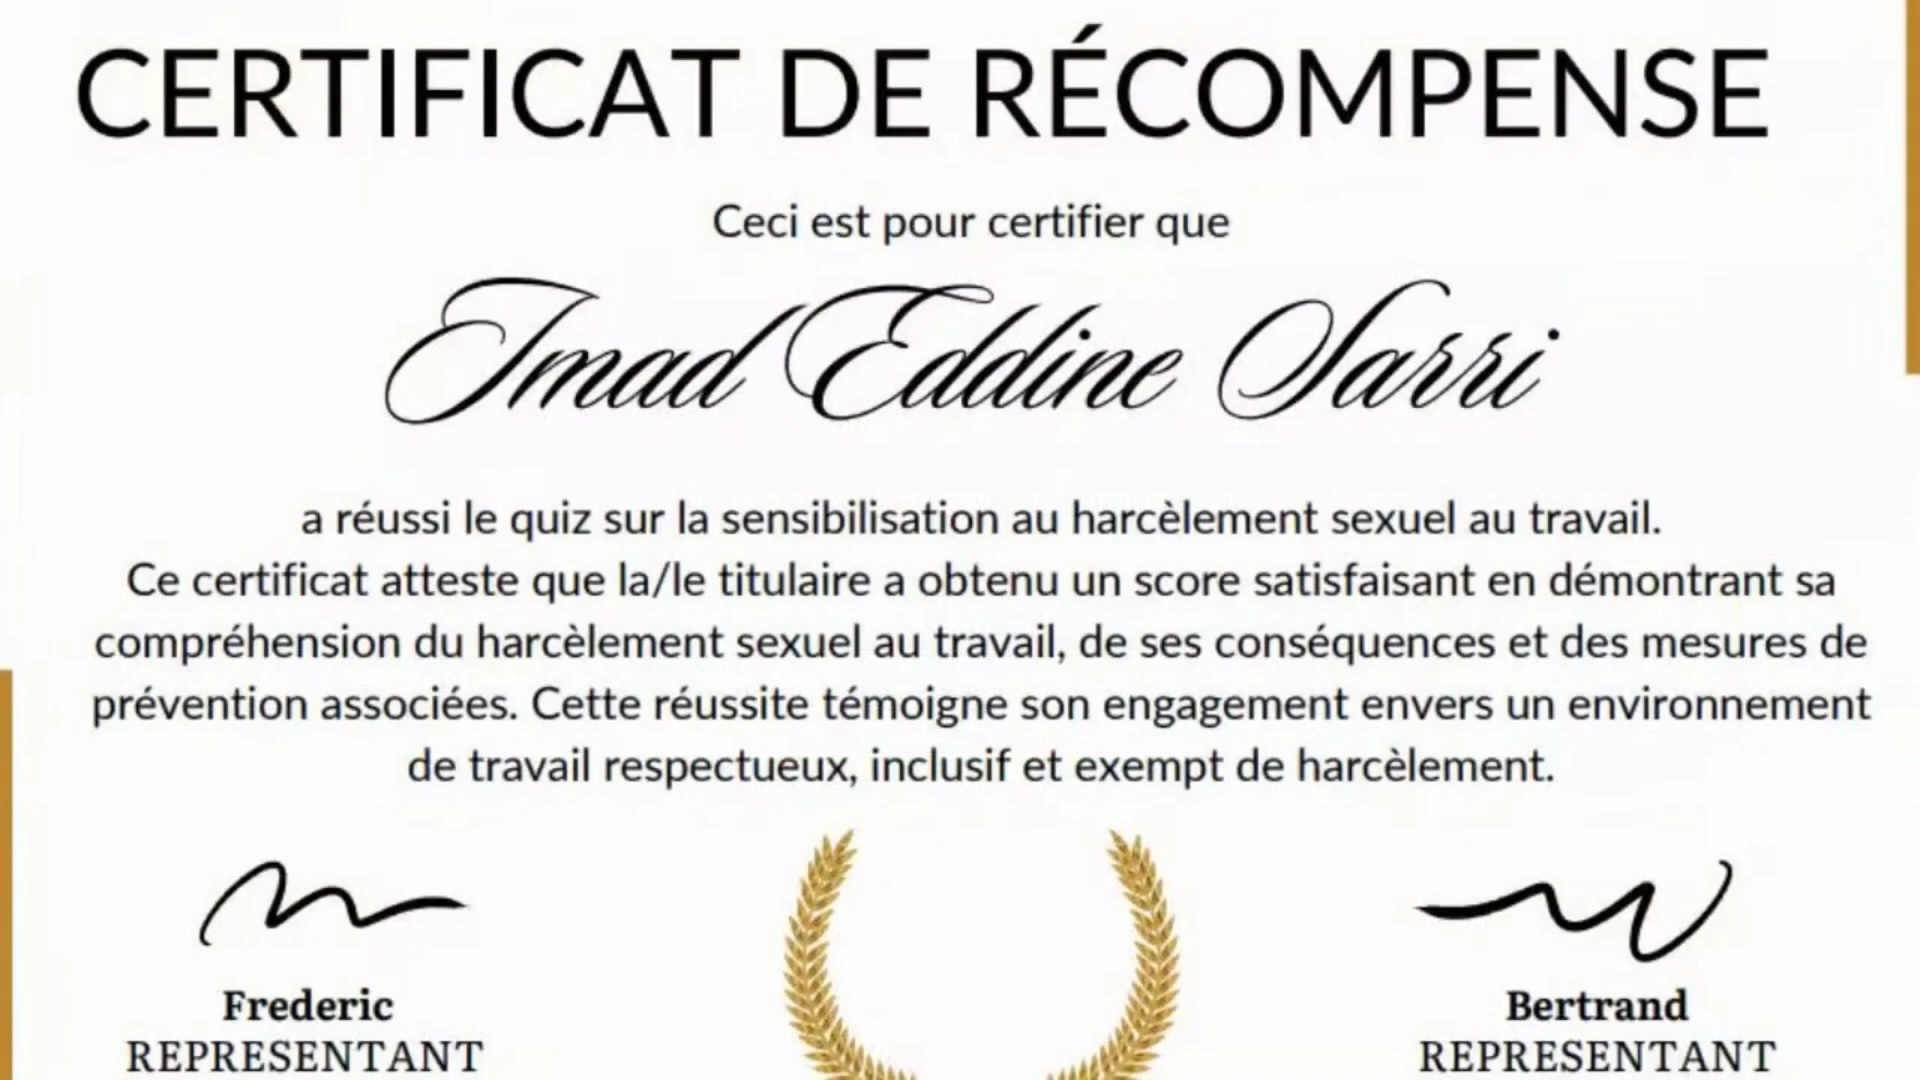 CERTIFICAT DE RÉCOMPENSE
Ceci est pour certifier que
Imad Eddine Sarri
a réussi le quiz sur la sensibilisation au harcèlement sexuel au travail.
Ce certificat atteste que la/le titulaire a obtenu un score satisfaisant en démontrant sa
compréhension du harcèlement sexuel au travail, de ses conséquences et des mesures de
prévention associées. Cette réussite témoigne son engagement envers un environnement
de travail respectueux, inclusif et exempt de harcèlement.
Frederic
REPRESENTANT
Bertrand
REPRESENTANT